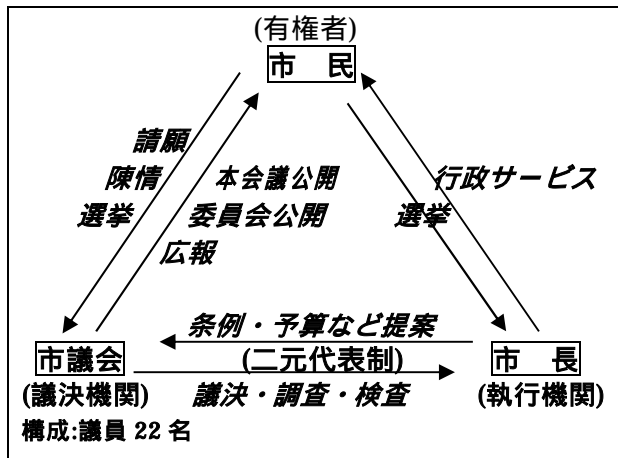 (有権者)
市　民
請願
陳情
選挙
本会議公開
委員会公開
広報
選挙
行政サービス
条例・予算など提案
市議会
(二元代表制)
市　長
(議決機関)
議決・調査・検査
(執行機関)
構成:議員 22 名